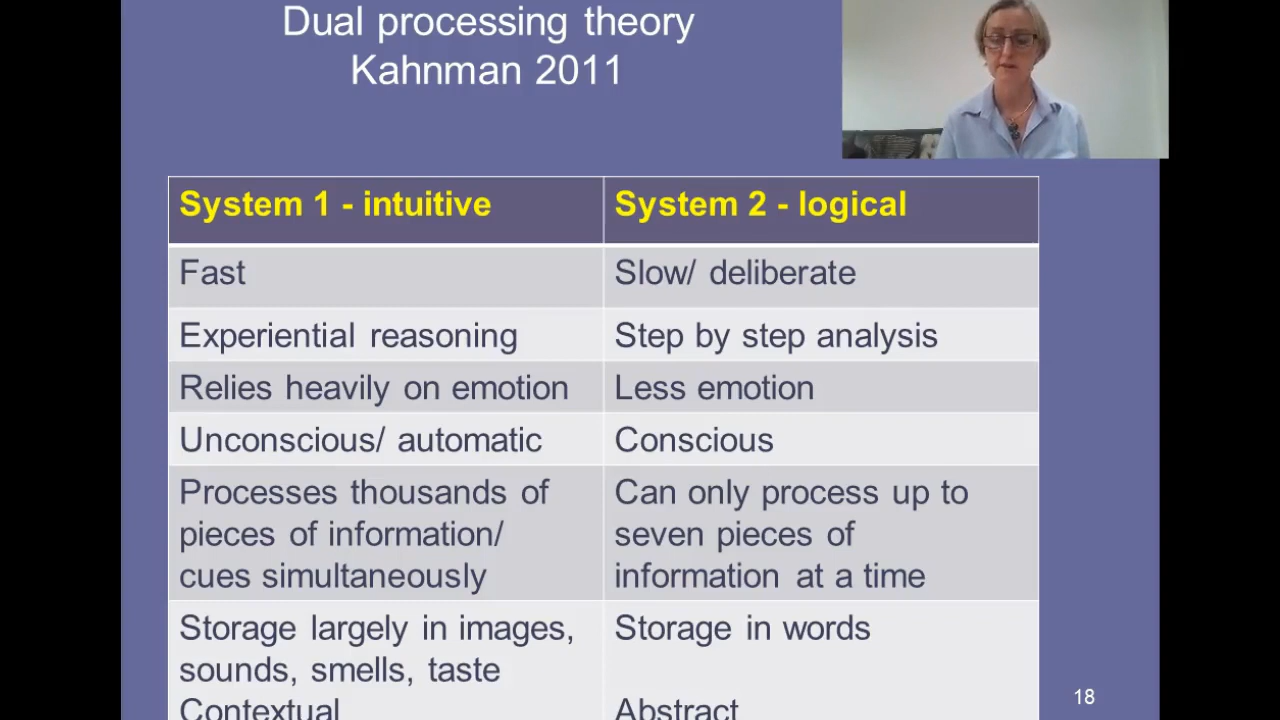 Dual processing theory
Kahnman 2011
System 1 - intuitive
System 2 - logical
Fast
Slow/ deliberate
Experiential reasoning
Step by step analysis
Relies heavily on emotion
Less emotion
Unconscious/ automatic
Conscious
Processes thousands of
pieces of information/
cues simultaneously
Can only process up to
seven pieces of
information at a time
Storage largely in images,
sounds, smells, taste
Contextual
Storage in words
Abstract
18